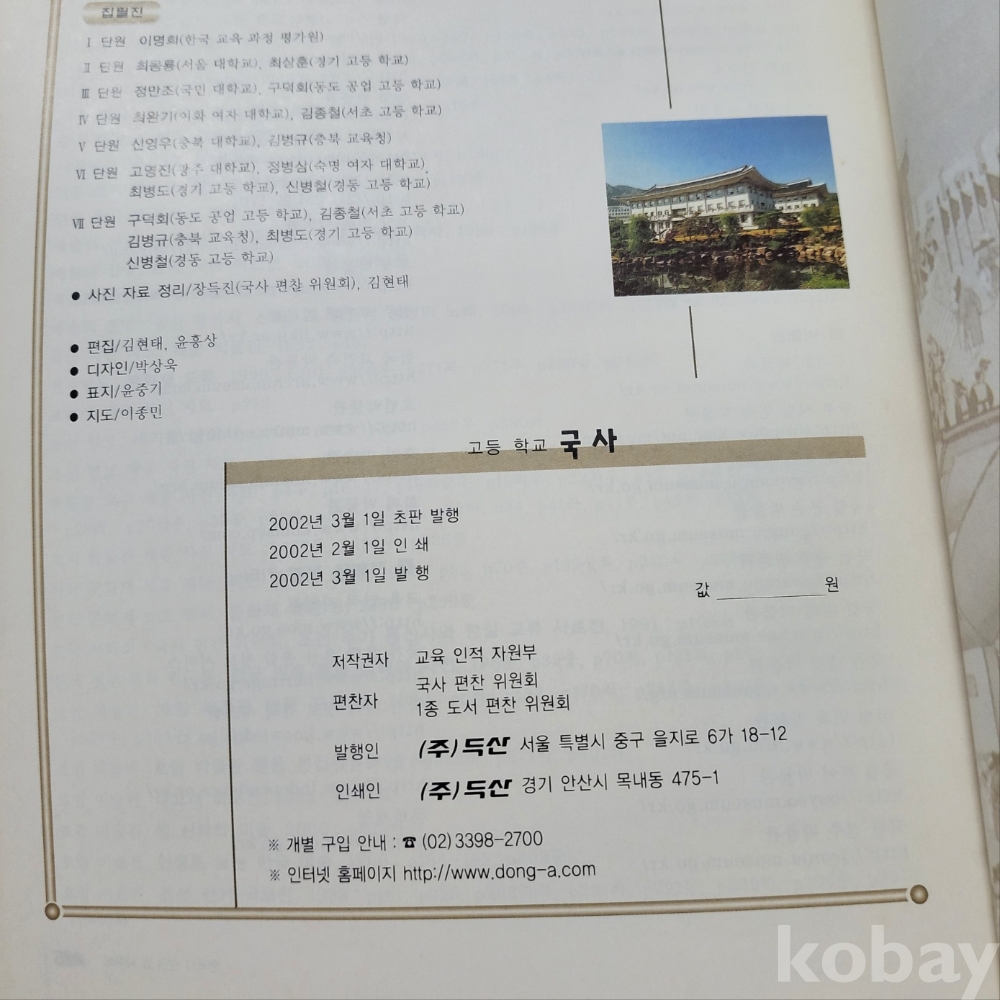 집필진
Ⅰ 단원 이명희(한국 교육 과정 평가원)
Ⅱ 단원 최몽룡(서울 대학교), 최상훈(경기 고등 학교)
Ⅲ 단원 정만조(국민 대학교), 구덕회(동도 공업 고등 학교)
Ⅳ 단원 최완기(이화 여자 대학교), 김종철(서초 고등 학교)
Ⅴ 단원 신영우(충북 대학교), 김병규(충북 교육청)
Ⅵ 단원 고영진(광주 대학교), 정병삼(숙명 여자 대학교),
최병도(경기 고등 학교), 신병철(경동 고등 학교)
Ⅶ 단원 구덕회(동도 공업 고등 학교), 김종철(서초 고등 학교)
김병규(충북 교육청), 최병도(경기 고등 학교)
신병철(경동 고등 학교)
● 사진 자료 정리/장득진(국사 편찬 위원회), 김현태
● 편집/김현태, 윤흥상
● 디자인/박상욱
● 표지/윤중기
● 지도/이종민
고등 학교 국사
2002년 3월 1일 초판 발행
2002년 2월 1일 인 쇄
2002년 3월 1일 발 행
값 원
저작권자 교육 인적 자원부
편찬자 국사 편찬 위원회
1종 도서 편찬 위원회
발행인 (주)두산 서울 특별시 중구 을지로 6가 18-12
인쇄인 (주)두산 경기 안산시 목내동 475-1
※ 개별 구입 안내 : ☎ (02)3398-2700
※ 인터넷 홈페이지 http://www.dong-a.com
kobay